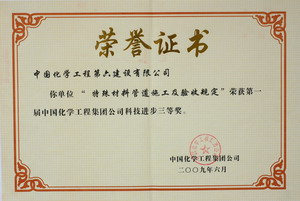 荣誉证书
中国化学工程第六建设有限公司
你单位“特殊材料管道施工及验收规定”荣获第一
届中国化学工程集团公司科技进步三等奖。
中国化学工程集团公司
二〇〇九年六月